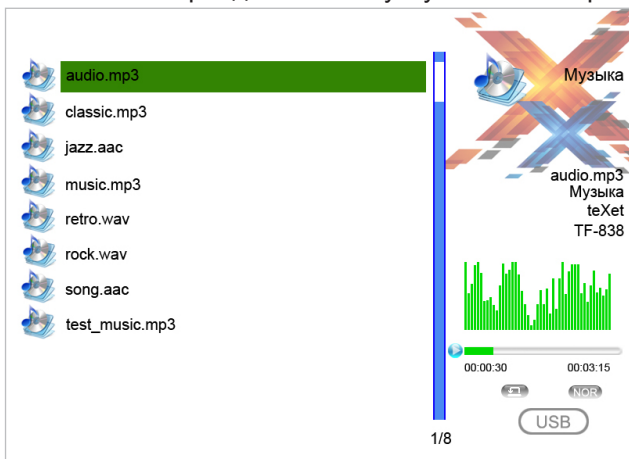 audio.mp3
classic.mp3
jazz.aac
music.mp3
retro.wav
rock.wav
song.aac
test_music.mp3
1/8
Музыка
audio.mp3
Музыка
teXet
TF-838
00:00:30 00:03:15
NOR
USB